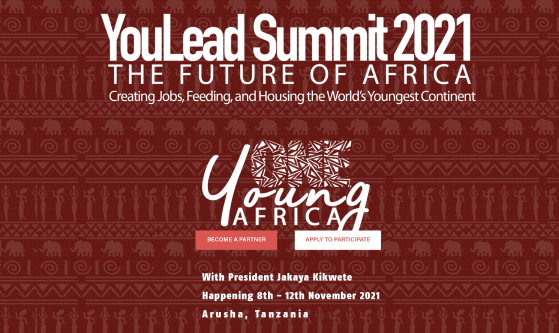 YouLead Summit 2021
THE FUTURE OF AFRICA
Creating Jobs, Feeding, and Housing the World's Youngest Continent
ONE
Young
AFRICA
BECOME A PARTNER
APPLY TO PARTICIPATE
With President Jakaya Kikwete
Happening 8th - 12th November 2021
Arusha, Tanzania